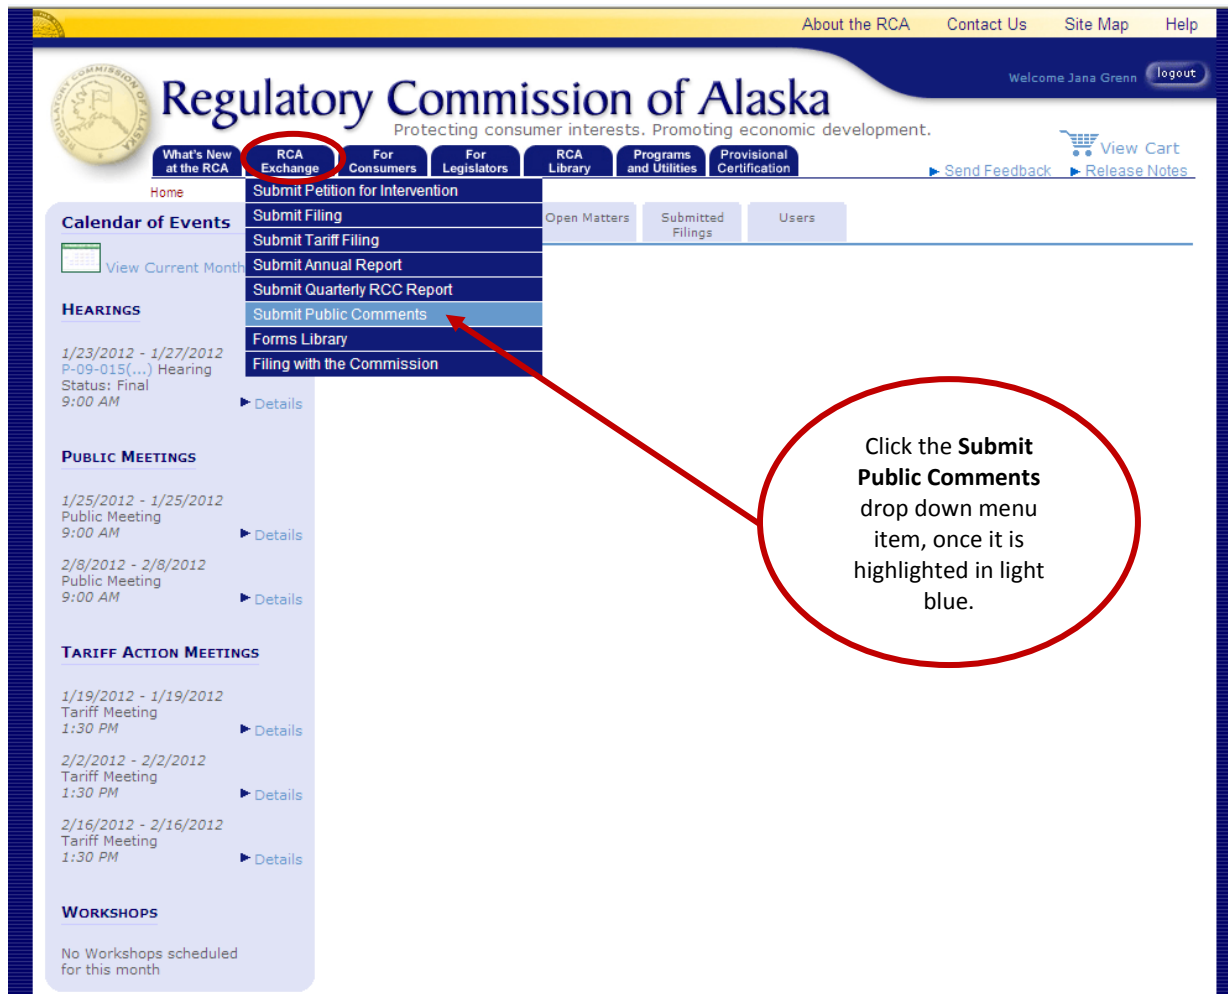 About the RCA Contact Us Site Map Help
Welcome Jana Grenn logout
Regulatory Commission of Alaska
Protecting consumer interests. Promoting economic development.
View Cart
Send Feedback Release Notes
What's New at the RCA
RCA Exchange
For Consumers
For Legislators
RCA Library
Programs and Utilities
Provisional Certification
Home
Submit Petition for Intervention
Submit Filing
Submit Tariff Filing
Submit Annual Report
Submit Quarterly RCC Report
Submit Public Comments
Forms Library
Filing with the Commission
Open Matters
Submitted Filings
Users
Calendar of Events
View Current Month
HEARINGS
1/23/2012 - 1/27/2012
P-09-015(...) Hearing
Status: Final
9:00 AM Details
PUBLIC MEETINGS
1/25/2012 - 1/25/2012
Public Meeting
9:00 AM Details
2/8/2012 - 2/8/2012
Public Meeting
9:00 AM Details
TARIFF ACTION MEETINGS
1/19/2012 - 1/19/2012
Tariff Meeting
1:30 PM Details
2/2/2012 - 2/2/2012
Tariff Meeting
1:30 PM Details
2/16/2012 - 2/16/2012
Tariff Meeting
1:30 PM Details
WORKSHOPS
No Workshops scheduled
for this month
Click the Submit
Public Comments
drop down menu
item, once it is
highlighted in light
blue.